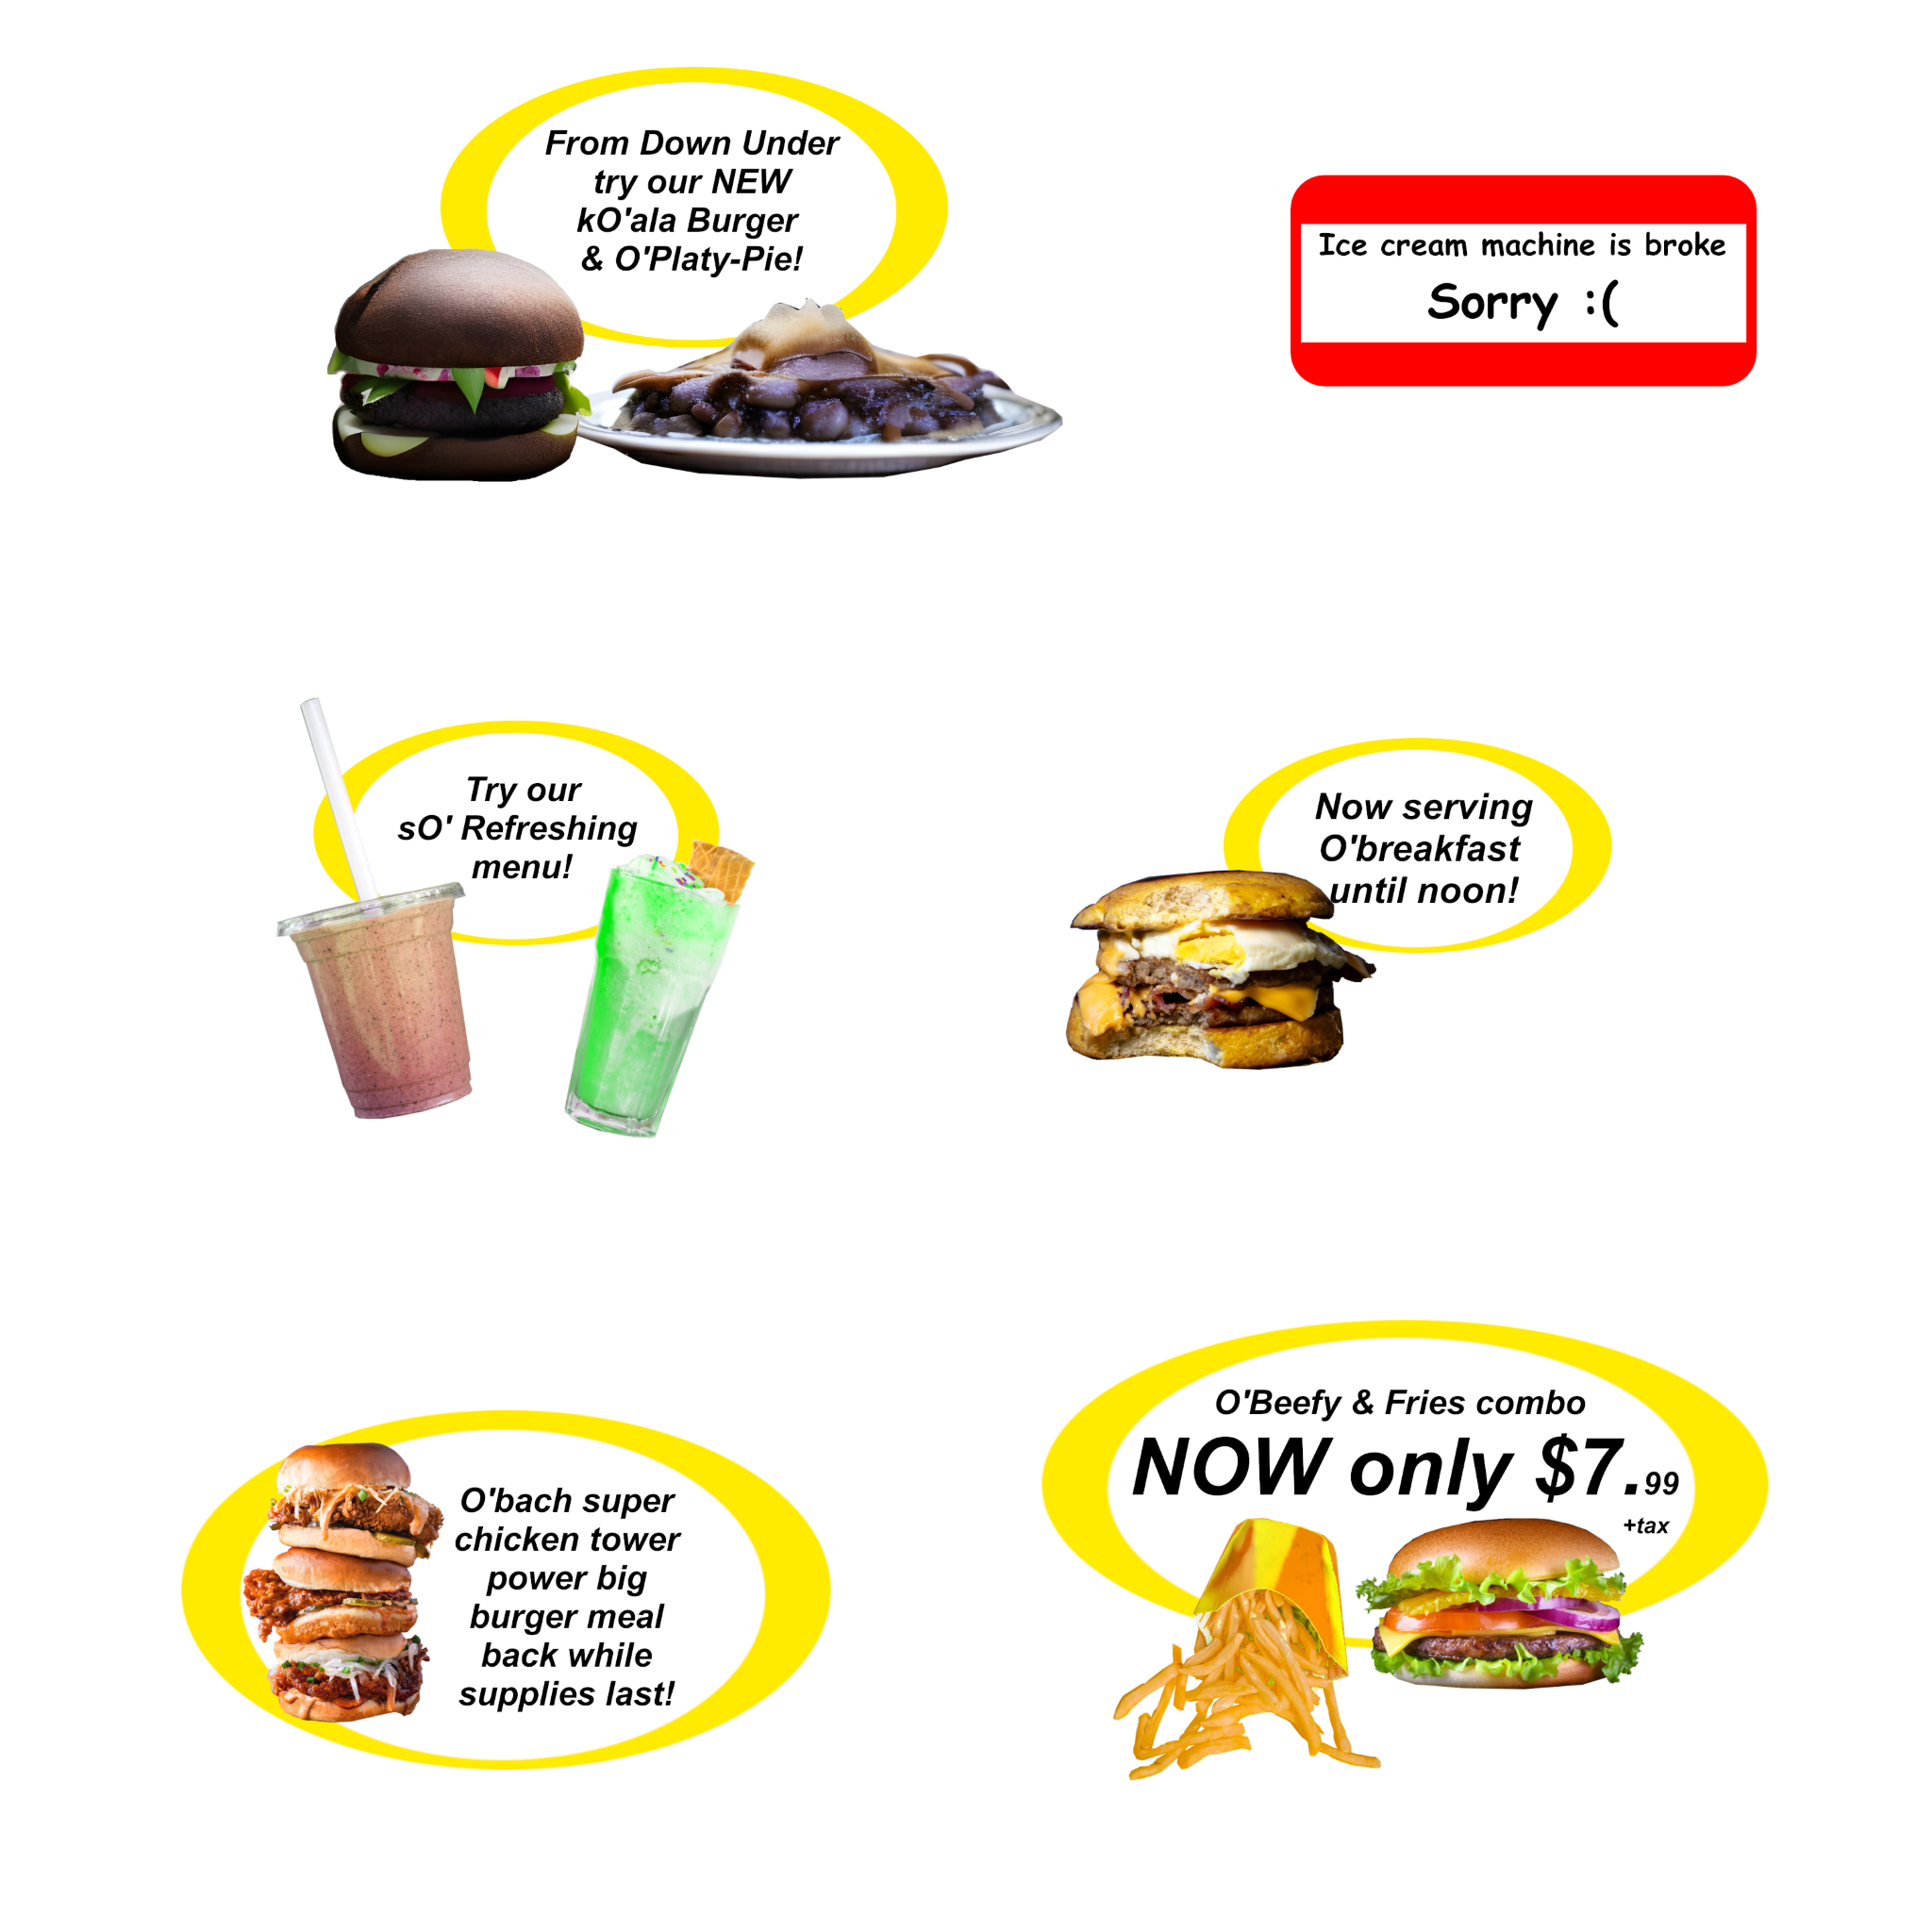 From Down Under
try our NEW
kO'ala Burger
& O'Platy-Pie!
Ice cream machine is broke
Sorry :(
Try our
sO' Refreshing
menu!
Now serving
O'breakfast
until noon!
O'bach super
chicken tower
power big
burger meal
back while
supplies last!
O'Beefy & Fries combo
NOW only $7.99
+tax